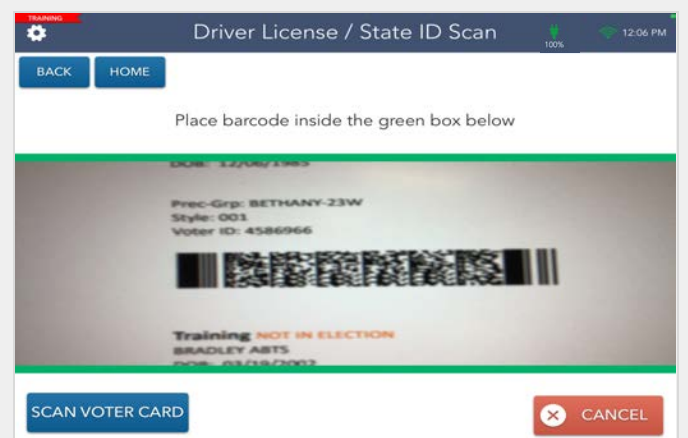 TRAINING
Driver License / State ID Scan
100%
12:06 PM
BACK
HOME
Place barcode inside the green box below
DOB: 12/06/1985
Prec-Grp: BETHANY-23W
Style: 001
Voter ID: 4586966
Training NOT IN ELECTION
BRADLEY ABTS
DOB: 03/19/2002
SCAN VOTER CARD
CANCEL